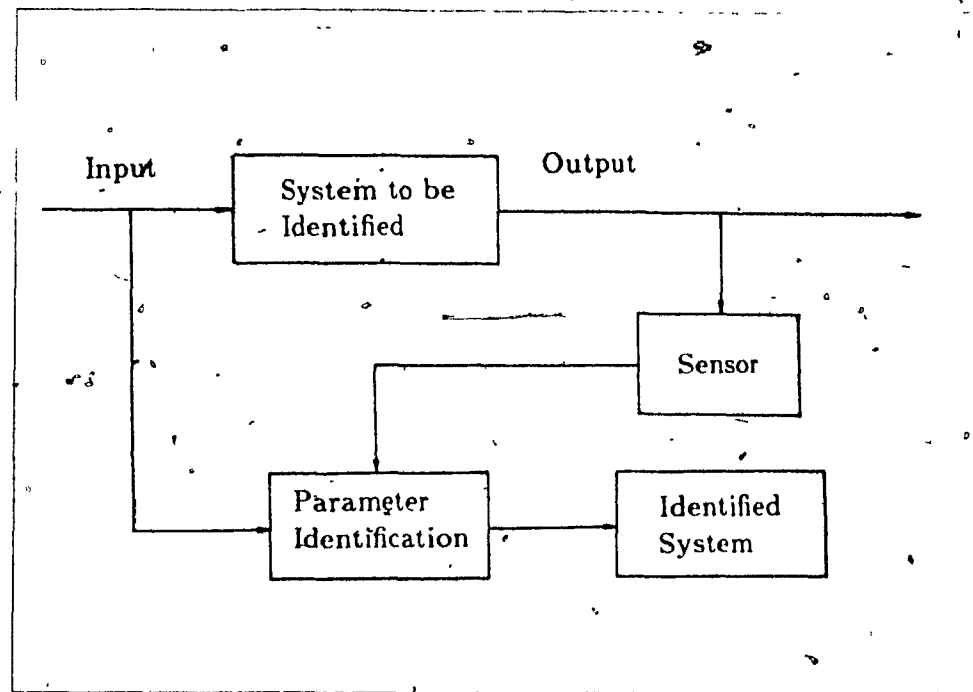 Input
System to be
Identified
Output
Sensor
Parameter
Identification
Identified
System